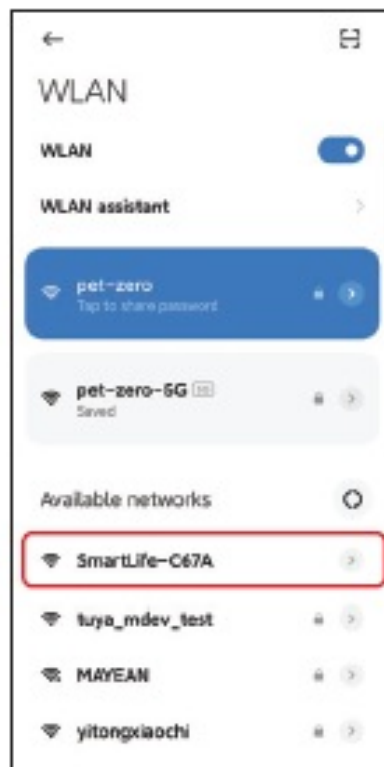 WLAN
WLAN
WLAN assistant
pet-zero
Tap to share password
pet-zero-5G
Saved
Available networks
SmartLife-C67A
tuya_mdev_test
MAYEAN
yitongxiaochi